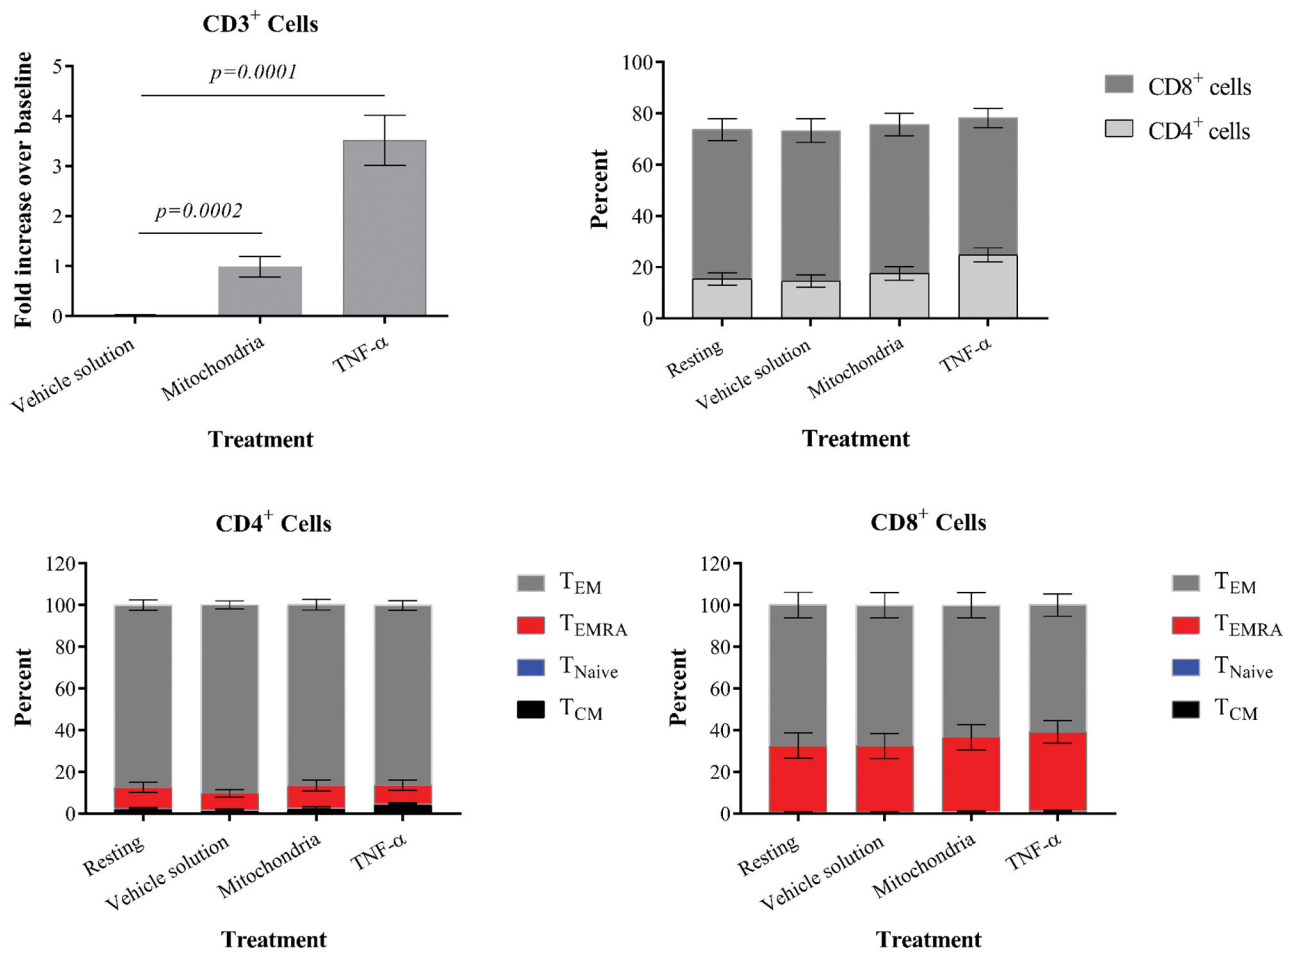 CD3+ Cells
Fold increase over baseline
5
4
3
2
1
0
p=0.0001
p=0.0002
Vehicle solution
Mitochondria
TNF-α
Treatment
Percent
100
80
60
40
20
0
Resting
Vehicle solution
Mitochondria
TNF-α
Treatment
CD8+ cells
CD4+ cells
CD4+ Cells
Percent
120
100
80
60
40
20
0
Resting
Vehicle solution
Mitochondria
TNF-α
Treatment
TEM
TEMRA
TNaive
TCM
CD8+ Cells
Percent
120
100
80
60
40
20
0
Resting
Vehicle solution
Mitochondria
TNF-α
Treatment
TEM
TEMRA
TNaive
TCM